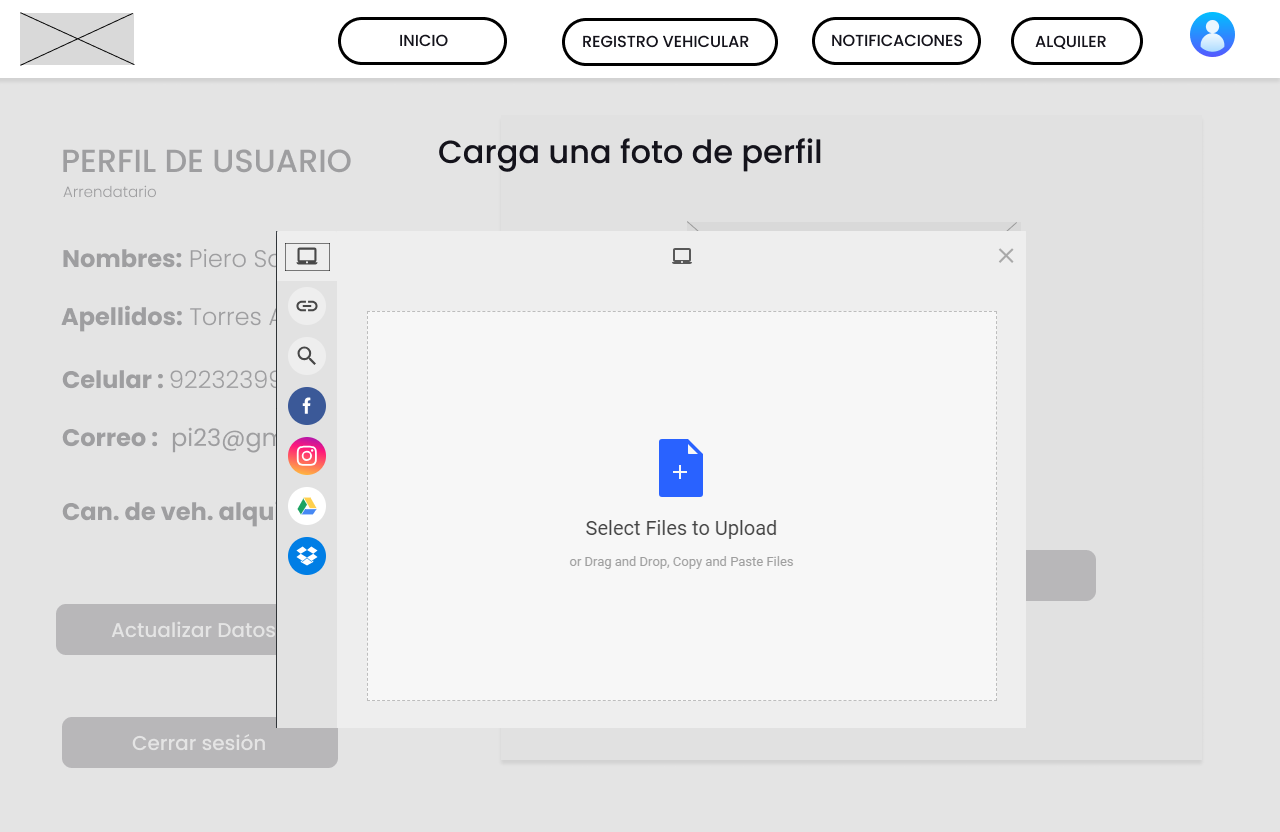 INICIO
REGISTRO VEHICULAR
NOTIFICACIONES
ALQUILER
PERFIL DE USUARIO
Arrendatario
Carga una foto de perfil
Nombres: Piero
Apellidos: Torres
Celular : 92232399
Correo : pi23@gm
Can. de veh. alqu
Select Files to Upload
or Drag and Drop, Copy and Paste Files
Actualizar Datos
Cerrar sesión